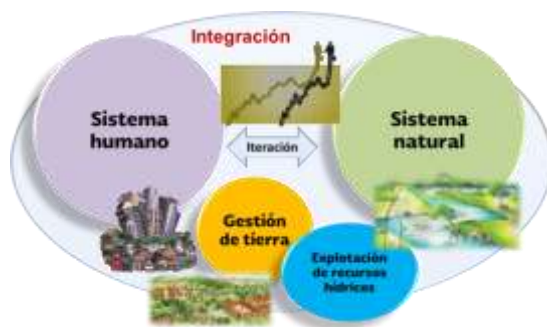 Integración
Sistema
humano
Sistema
natural
Iteración
Gestión
de tierra
Explotación
de recursos
hídricos